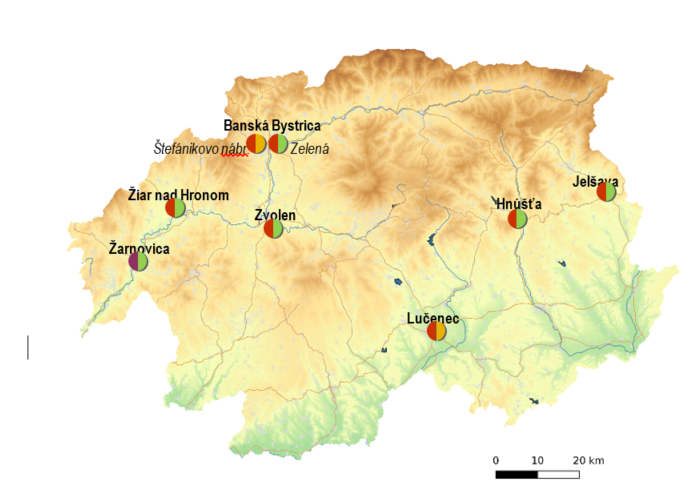 Banská Bystrica
Štefánikovo nábr. Zelená
Jelšava
Žiar nad Hronom
Hnúšťa
Zvolen
Žarnovica
Lučenec
0 10 20 km